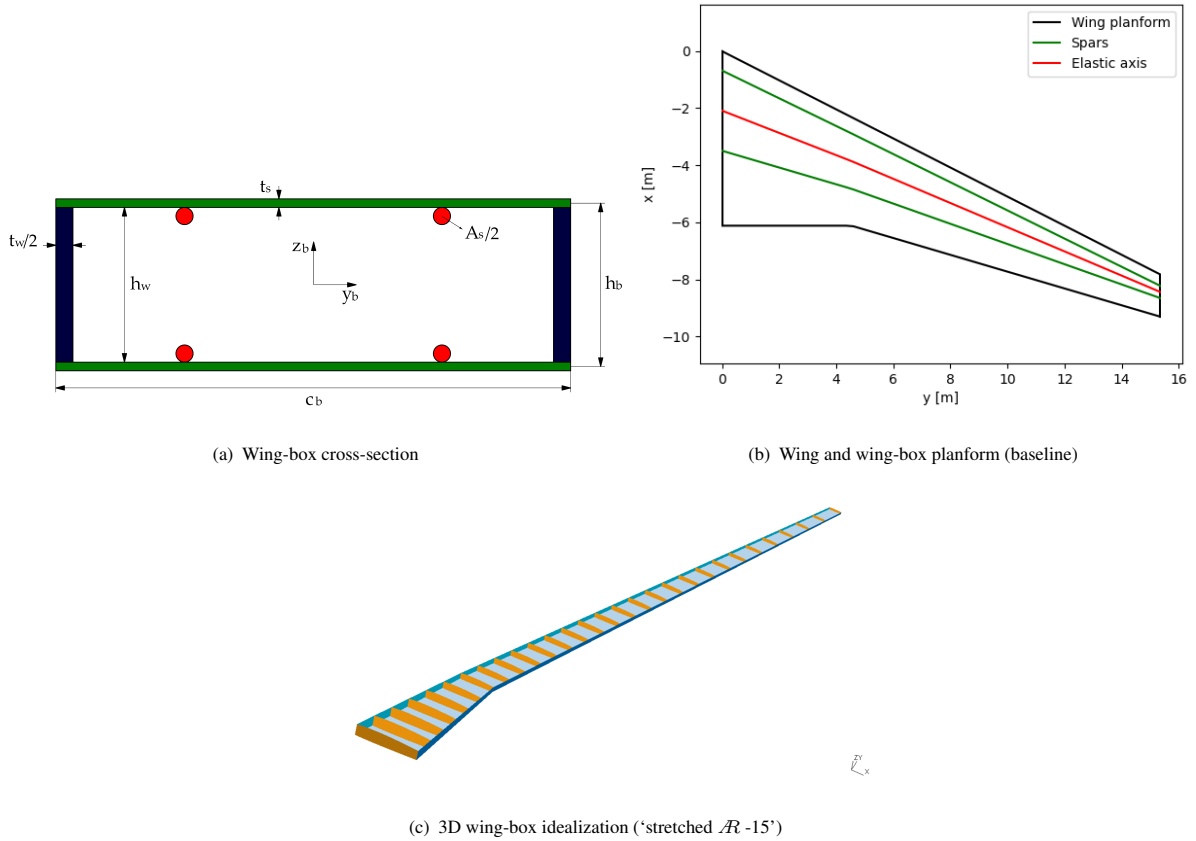 ts
tw/2
As/2
zb
yb
hw
hb
cb
(a) Wing-box cross-section
Wing planform
Spars
Elastic axis
0
−2
−4
−6
−8
−10
x [m]
0
2
4
6
8
10
12
14
16
y [m]
(b) Wing and wing-box planform (baseline)
ZY
X
(c) 3D wing-box idealization (‘stretched ÆR -15’)